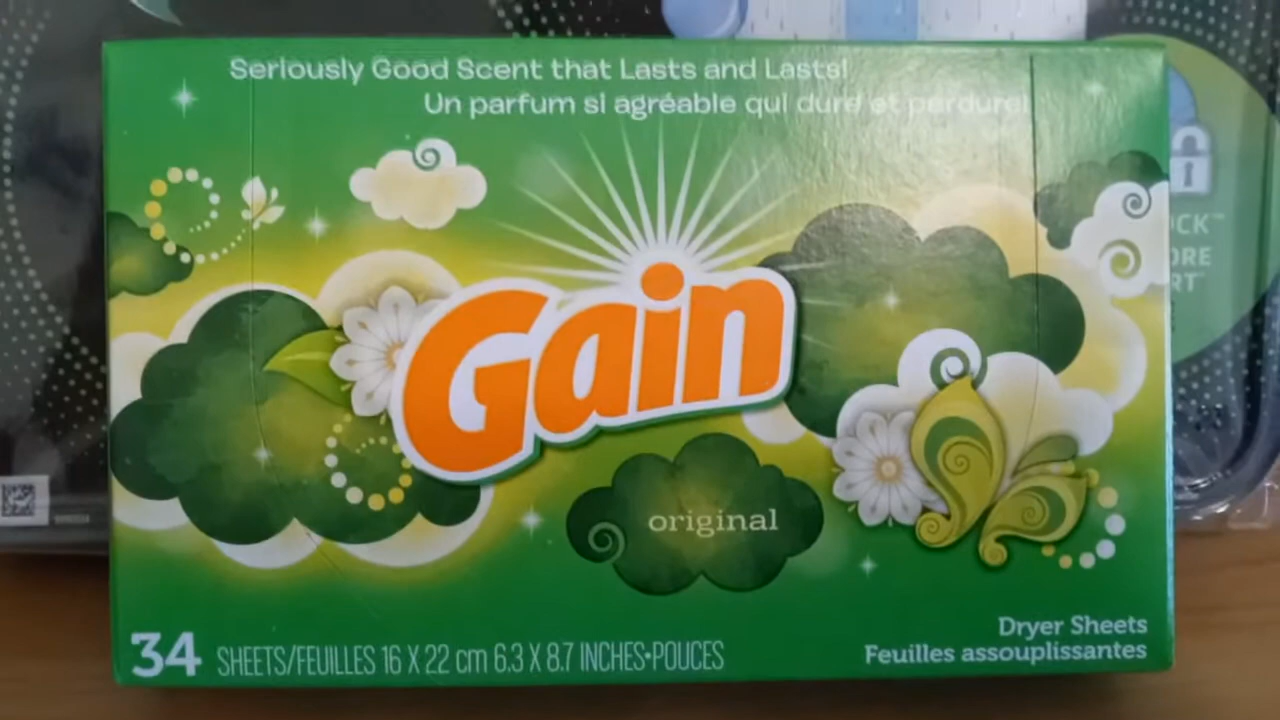 Seriously Good Scent that Lasts and Lasts!
Un parfum si agréable qui dure et perdure!
Gain
original
34 SHEETS/FEUILLES 16 X 22 cm 6.3 X 8.7 INCHES•POUCES
Dryer Sheets
Feuilles assouplissantes